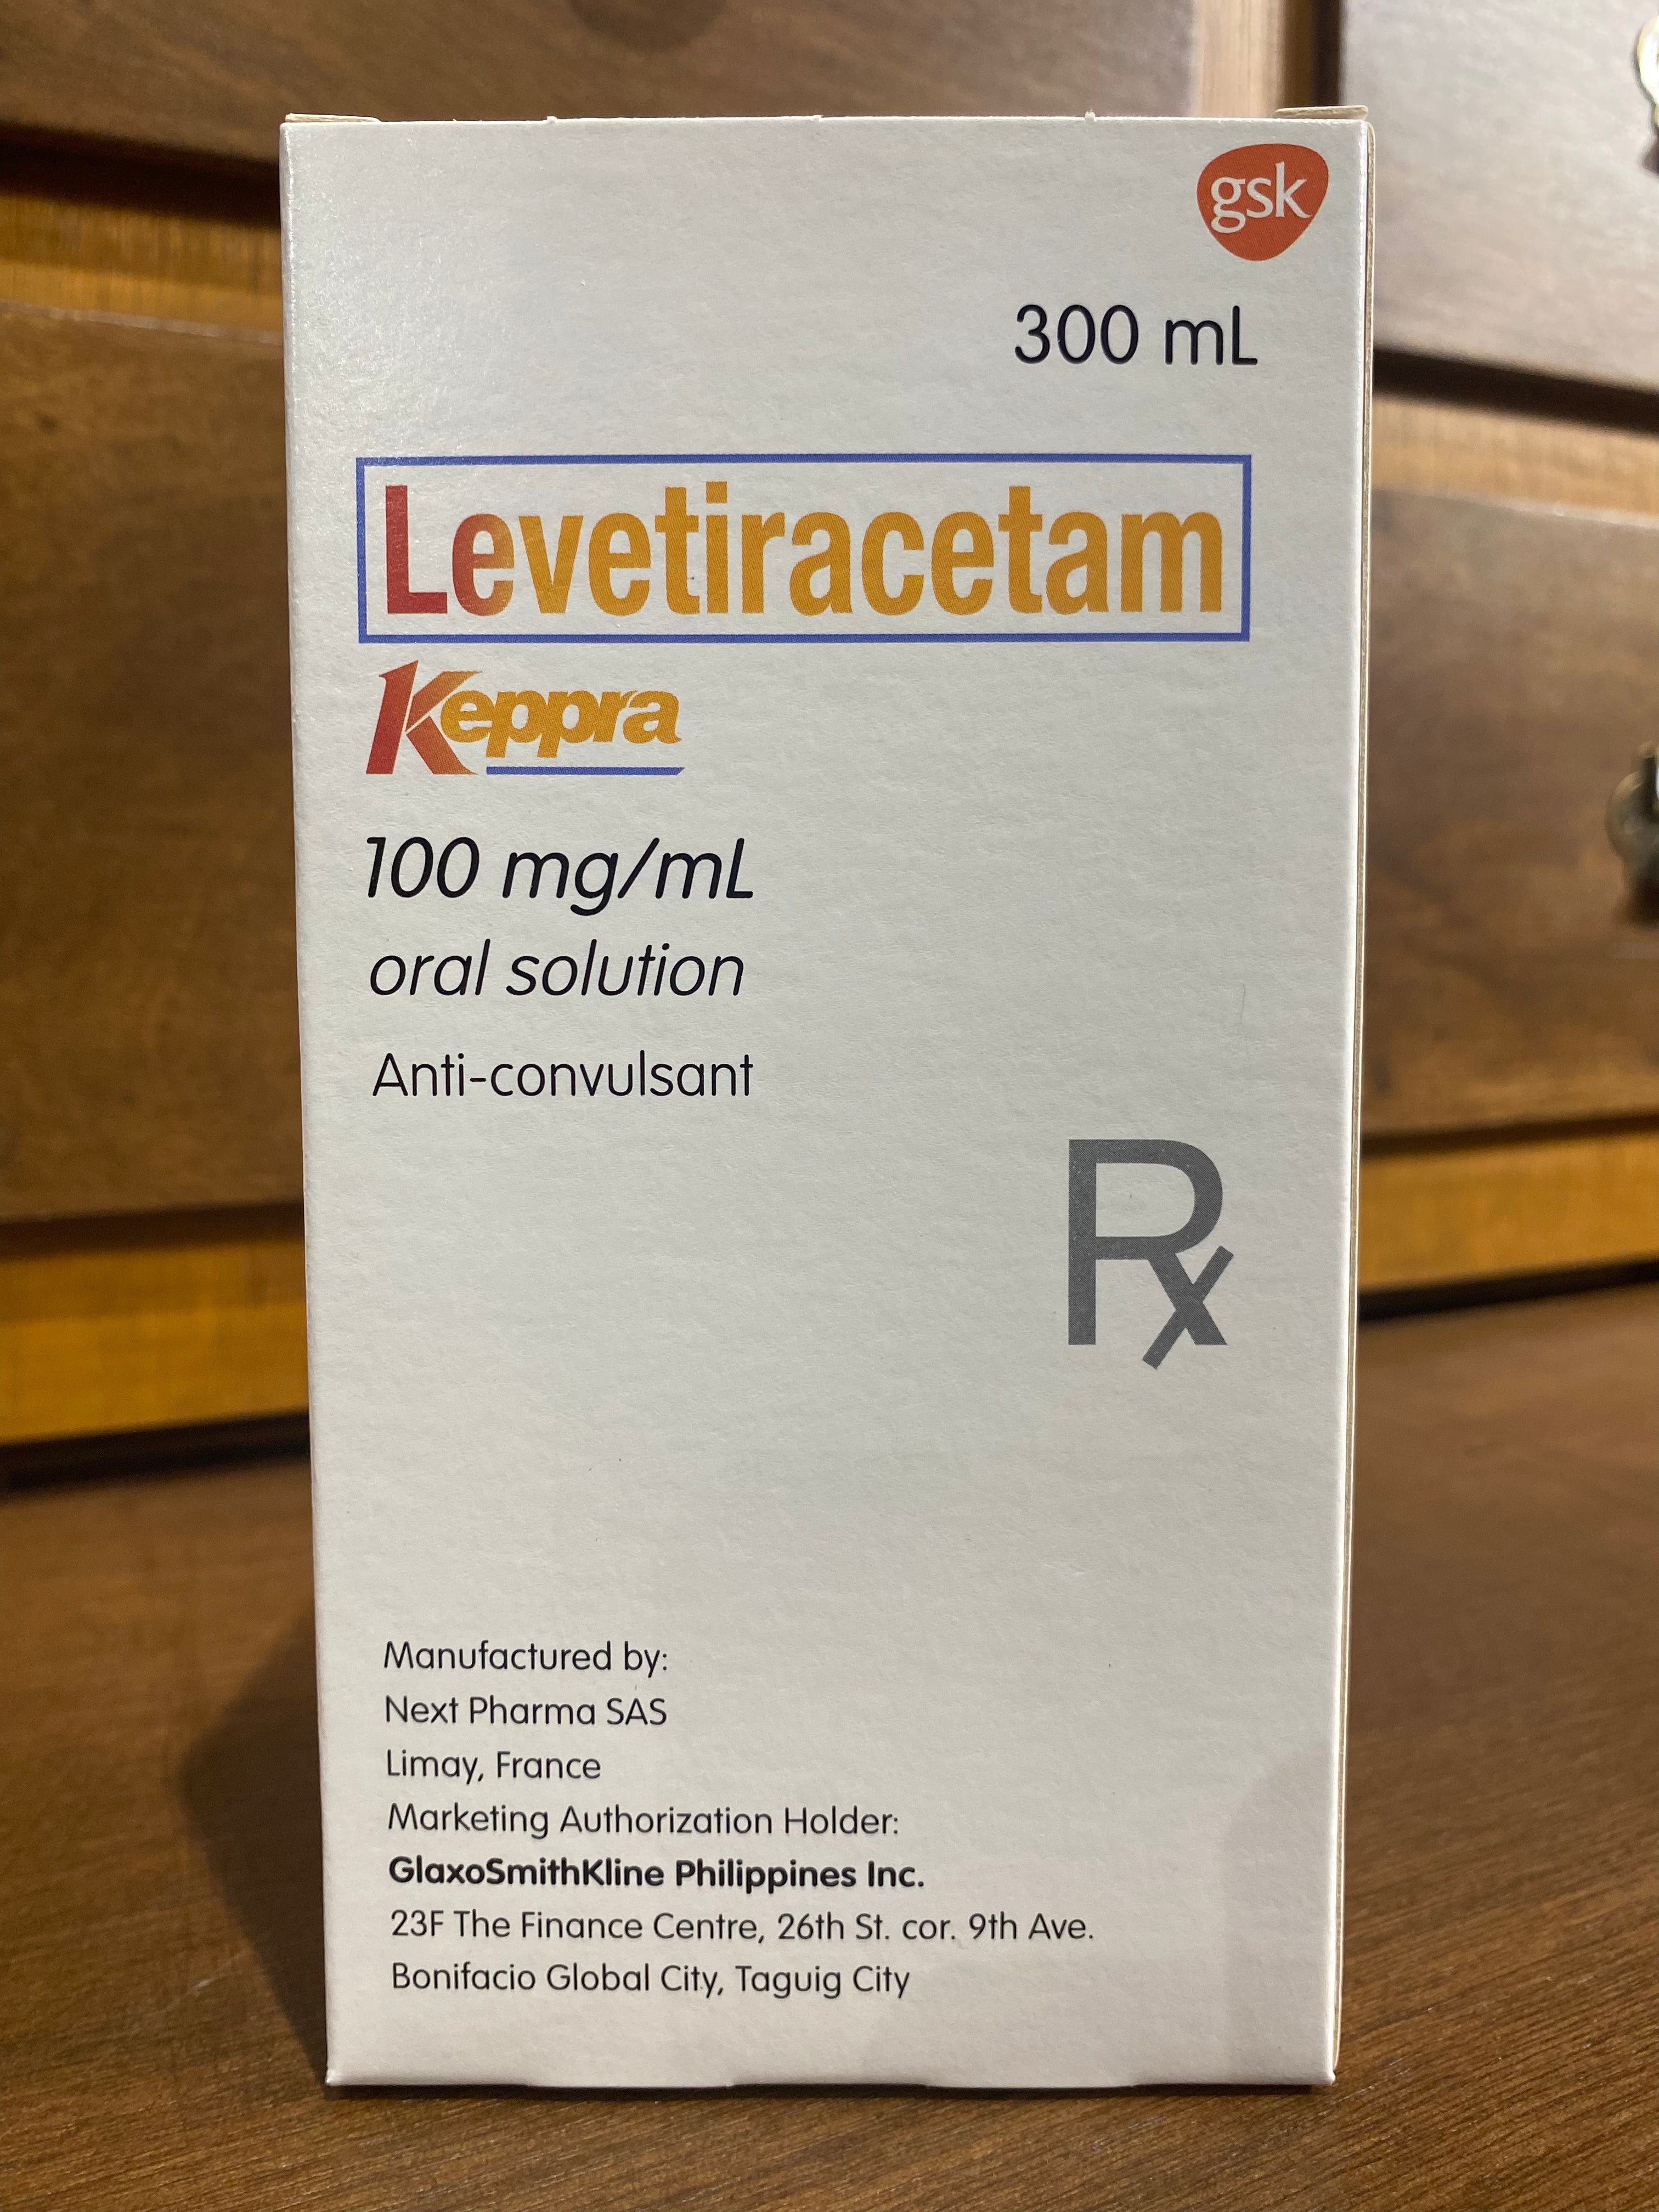 gsk
300 mL
Levetiracetam
Keppra
100 mg/mL
oral solution
Anti-convulsant
Rx
Manufactured by:
Next Pharma SAS
Limay, France
Marketing Authorization Holder:
GlaxoSmithKline Philippines Inc.
23F The Finance Centre, 26th St. cor. 9th Ave.
Bonifacio Global City, Taguig City